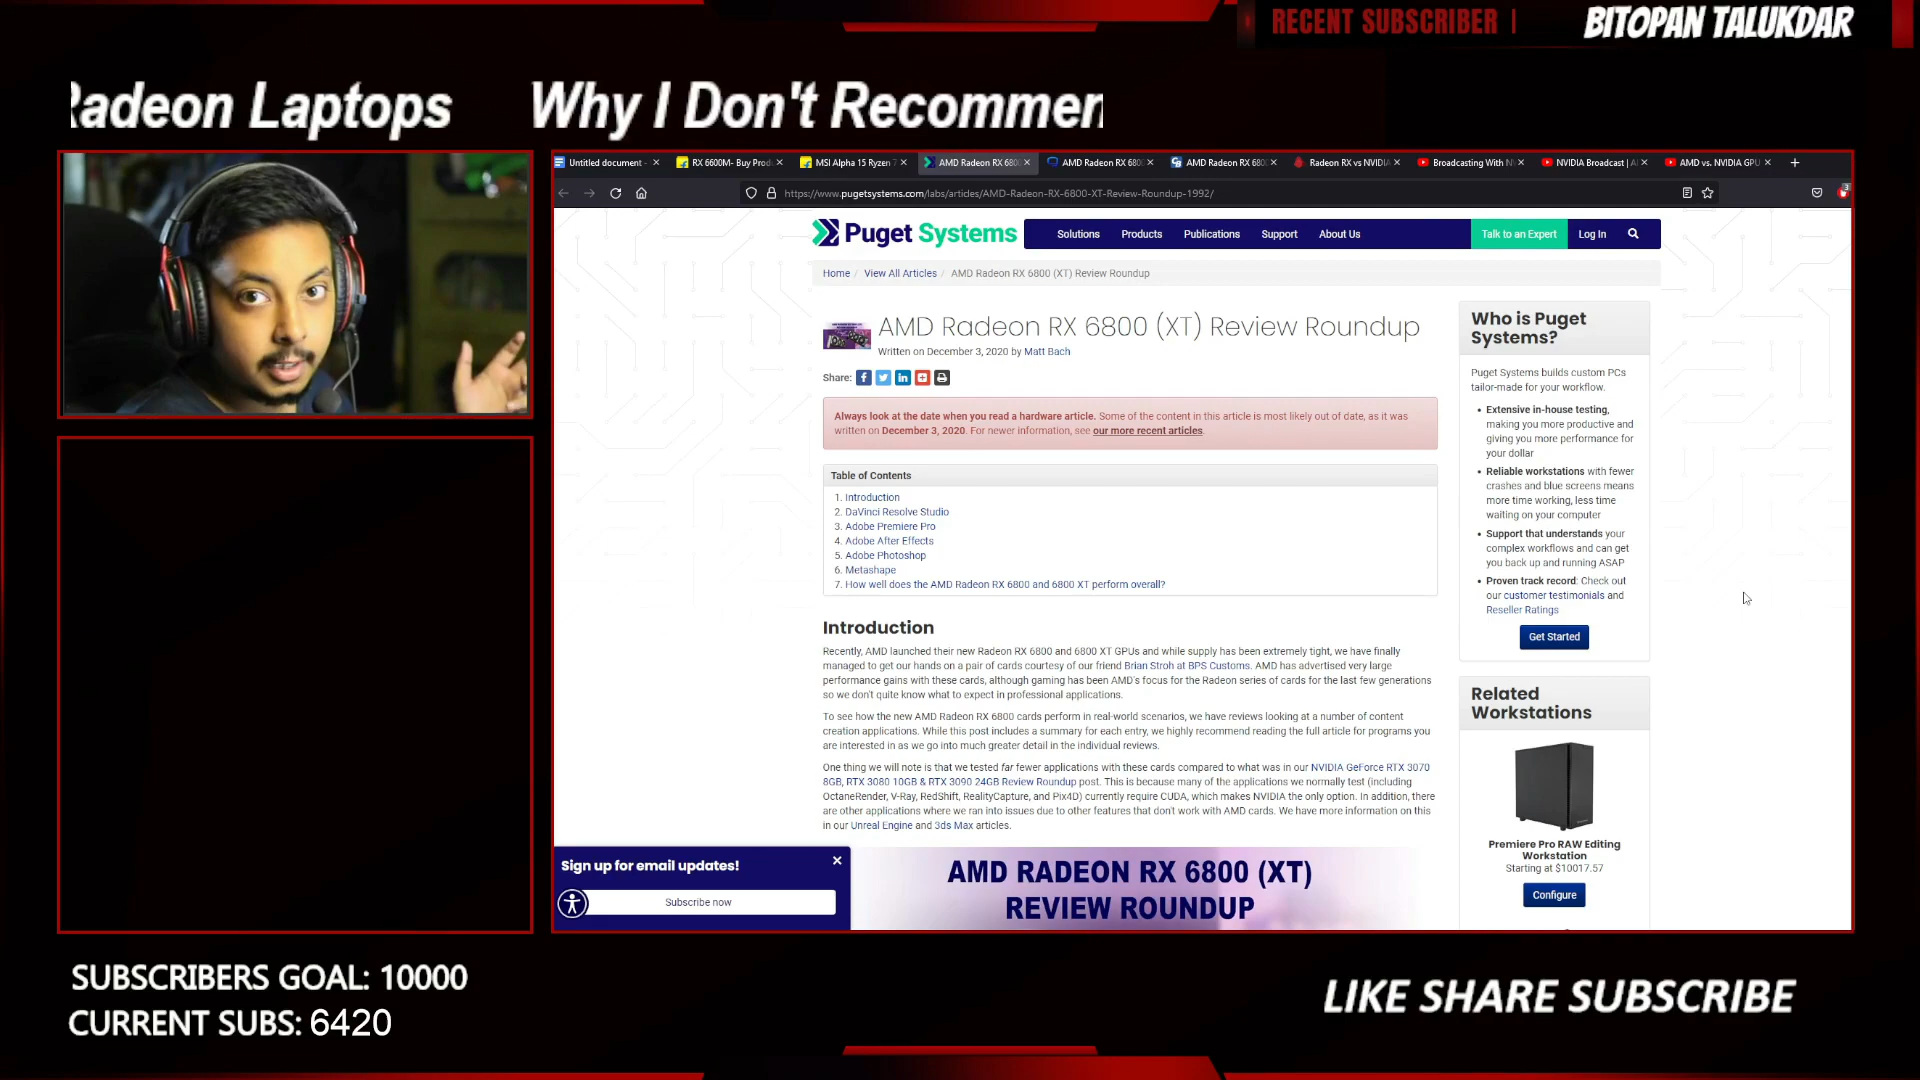 RECENT SUBSCRIBER |
BITOPAN TALUKDAR
Radeon Laptops Why I Don't Recommen
Untitled document -
RX 6600M- Buy Prod
MSI Alpha 15 Ryzen 7
AMD Radeon RX 680
AMD Radeon RX 680
AMD Radeon RX 680
Radeon RX vs NVIDIA
Broadcasting With N
NVIDIA Broadcast | A
AMD vs. NVIDIA GPU
https://www.pugetsystems.com/labs/articles/AMD-Radeon-RX-6800-XT-Review-Roundup-1992/
3
Puget Systems
Solutions Products Publications Support About Us Talk to an Expert Log In
Home / View All Articles / AMD Radeon RX 6800 (XT) Review Roundup
AMD Radeon RX 6800 (XT) Review Roundup
Written on December 3, 2020 by Matt Bach
Share:
Always look at the date when you read a hardware article. Some of the content in this article is most likely out of date, as it was
written on December 3, 2020. For newer information, see our more recent articles.
Table of Contents
1. Introduction
2. DaVinci Resolve Studio
3. Adobe Premiere Pro
4. Adobe After Effects
5. Adobe Photoshop
6. Metashape
7. How well does the AMD Radeon RX 6800 and 6800 XT perform overall?
Introduction
Recently, AMD launched their new Radeon RX 6800 and 6800 XT GPUs and while supply has been extremely tight, we have finally
managed to get our hands on a pair of cards courtesy of our friend Brian Stroh at BPS Customs. AMD has advertised very large
performance gains with these cards, although gaming has been AMD's focus for the Radeon series of cards for the last few generations
so we don't quite know what to expect in professional applications.
To see how the new AMD Radeon RX 6800 cards perform in real-world scenarios, we have reviews looking at a number of content
creation applications. While this post includes a summary for each entry, we highly recommend reading the full article for programs you
are interested in as we go into much greater detail in the individual reviews.
One thing we will note is that we tested far fewer applications with these cards compared to what was in our NVIDIA GeForce RTX 3070
8GB, RTX 3080 10GB & RTX 3090 24GB Review Roundup post. This is because many of the applications we normally test (including
OctaneRender, V-Ray, RedShift, RealityCapture, and Pix4D) currently require CUDA, which makes NVIDIA the only option. In addition, there
are other applications where we ran into issues due to other features that don't work with AMD cards. We have more information on this
in our Unreal Engine and 3ds Max articles.
AMD RADEON RX 6800 (XT)
REVIEW ROUNDUP
Who is Puget
Systems?
Puget Systems builds custom PCs
tailor-made for your workflow.
• Extensive in-house testing,
making you more productive and
giving you more performance for
your dollar
• Reliable workstations with fewer
crashes and blue screens means
more time working, less time
waiting on your computer
• Support that understands your
complex workflows and can get
you back up and running ASAP
• Proven track record: Check out
our customer testimonials and
Reseller Ratings
Get Started
Related
Workstations
Premiere Pro RAW Editing
Workstation
Starting at $10017.57
Configure
Sign up for email updates!
Subscribe now
SUBSCRIBERS GOAL: 10000
CURRENT SUBS: 6420
LIKE SHARE SUBSCRIBE